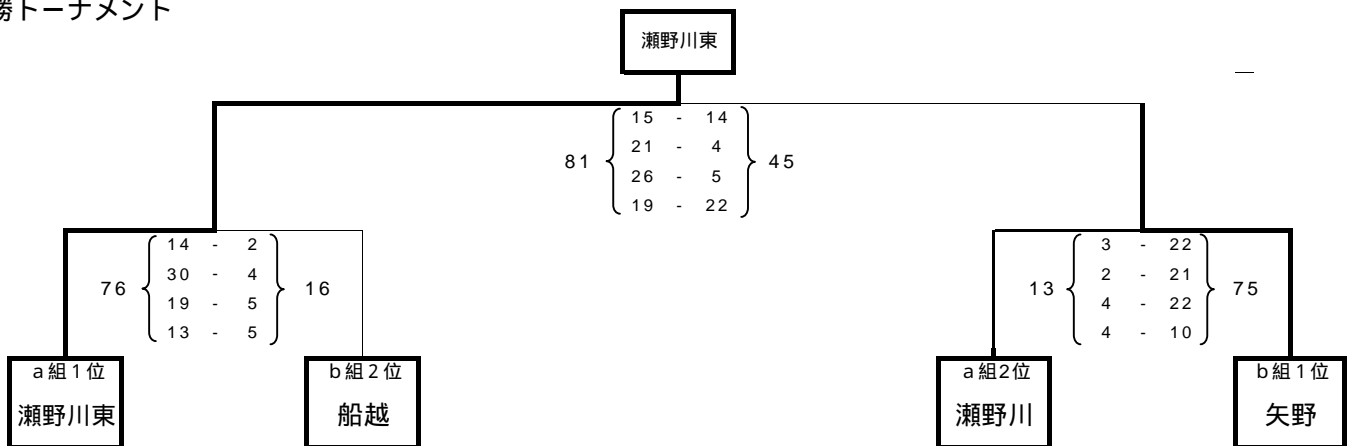 勝トーナメント
瀬野川東
15 - 14
21 - 4
81 45
26 - 5
19 - 22
14 - 2
30 - 4
76 16
19 - 5
13 - 5
3 - 22
2 - 21
13 75
4 - 22
4 - 10
a組1位
瀬野川東
b組2位
船越
a組2位
瀬野川
b組1位
矢野